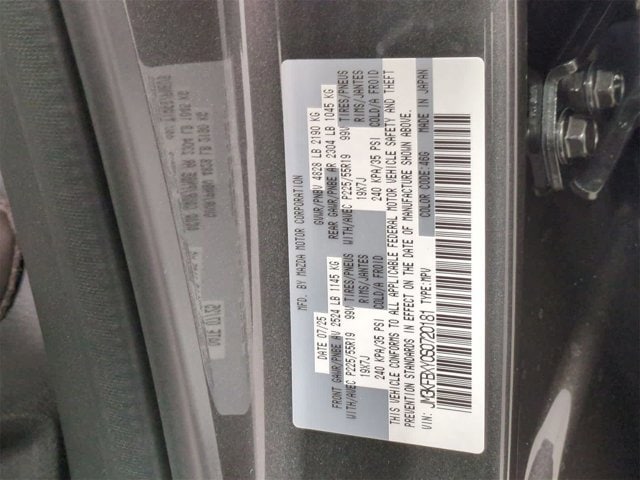 MFD. BY MAZDA MOTOR CORPORATION
DATE 07/25 GVWR/PNBV 4828 LB 2190 KG
FRONT GAWR/PNBE AV 2524 LB 1145 KG REAR GAWR/PNBE AR 2304 LB 1045 KG
WITH/AVEC P225/55R19 99V TIRES/PNEUS WITH/AVEC P225/55R19 99V TIRES/PNEUS
19X7J RIMS/JANTES 19X7J RIMS/JANTES
240 KPA/35 PSI COLD/A FROID 240 KPA/35 PSI COLD/A FROID
THIS VEHICLE CONFORMS TO ALL APPLICABLE FEDERAL MOTOR VEHICLE SAFETY AND THEFT
PREVENTION STANDARDS IN EFFECT ON THE DATE OF MANUFACTURE SHOWN ABOVE.
COLOR CODE:46G MADE IN JAPAN
VIN: TYPE:MPV